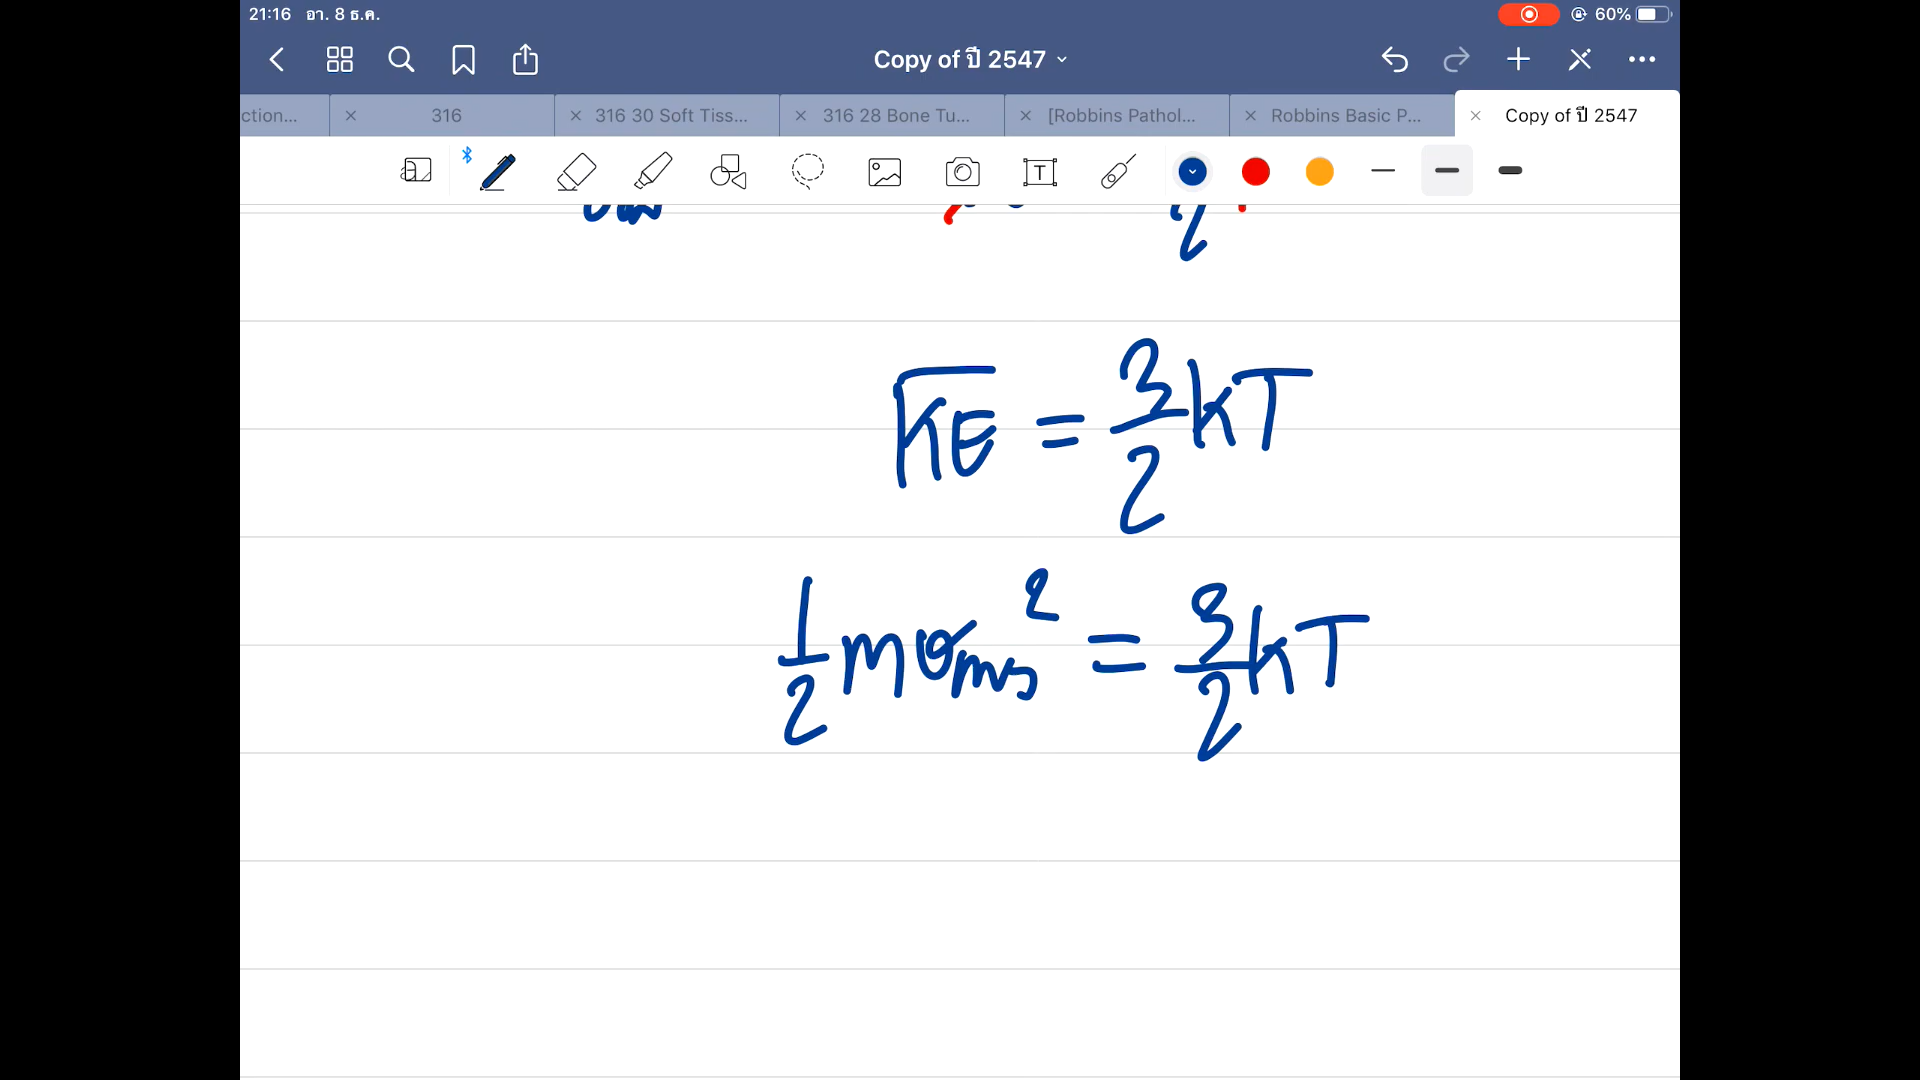 21:16 อา. 8 ธ.ค. 60%
Copy of ปี 2547
ction... 316 316 30 Soft Tiss... 316 28 Bone Tu... [Robbins Pathol... Robbins Basic P... Copy of ปี 2547
T
2
K̅E̅ = 3/2 kT
1/2 mv_rms² = 3/2 kT